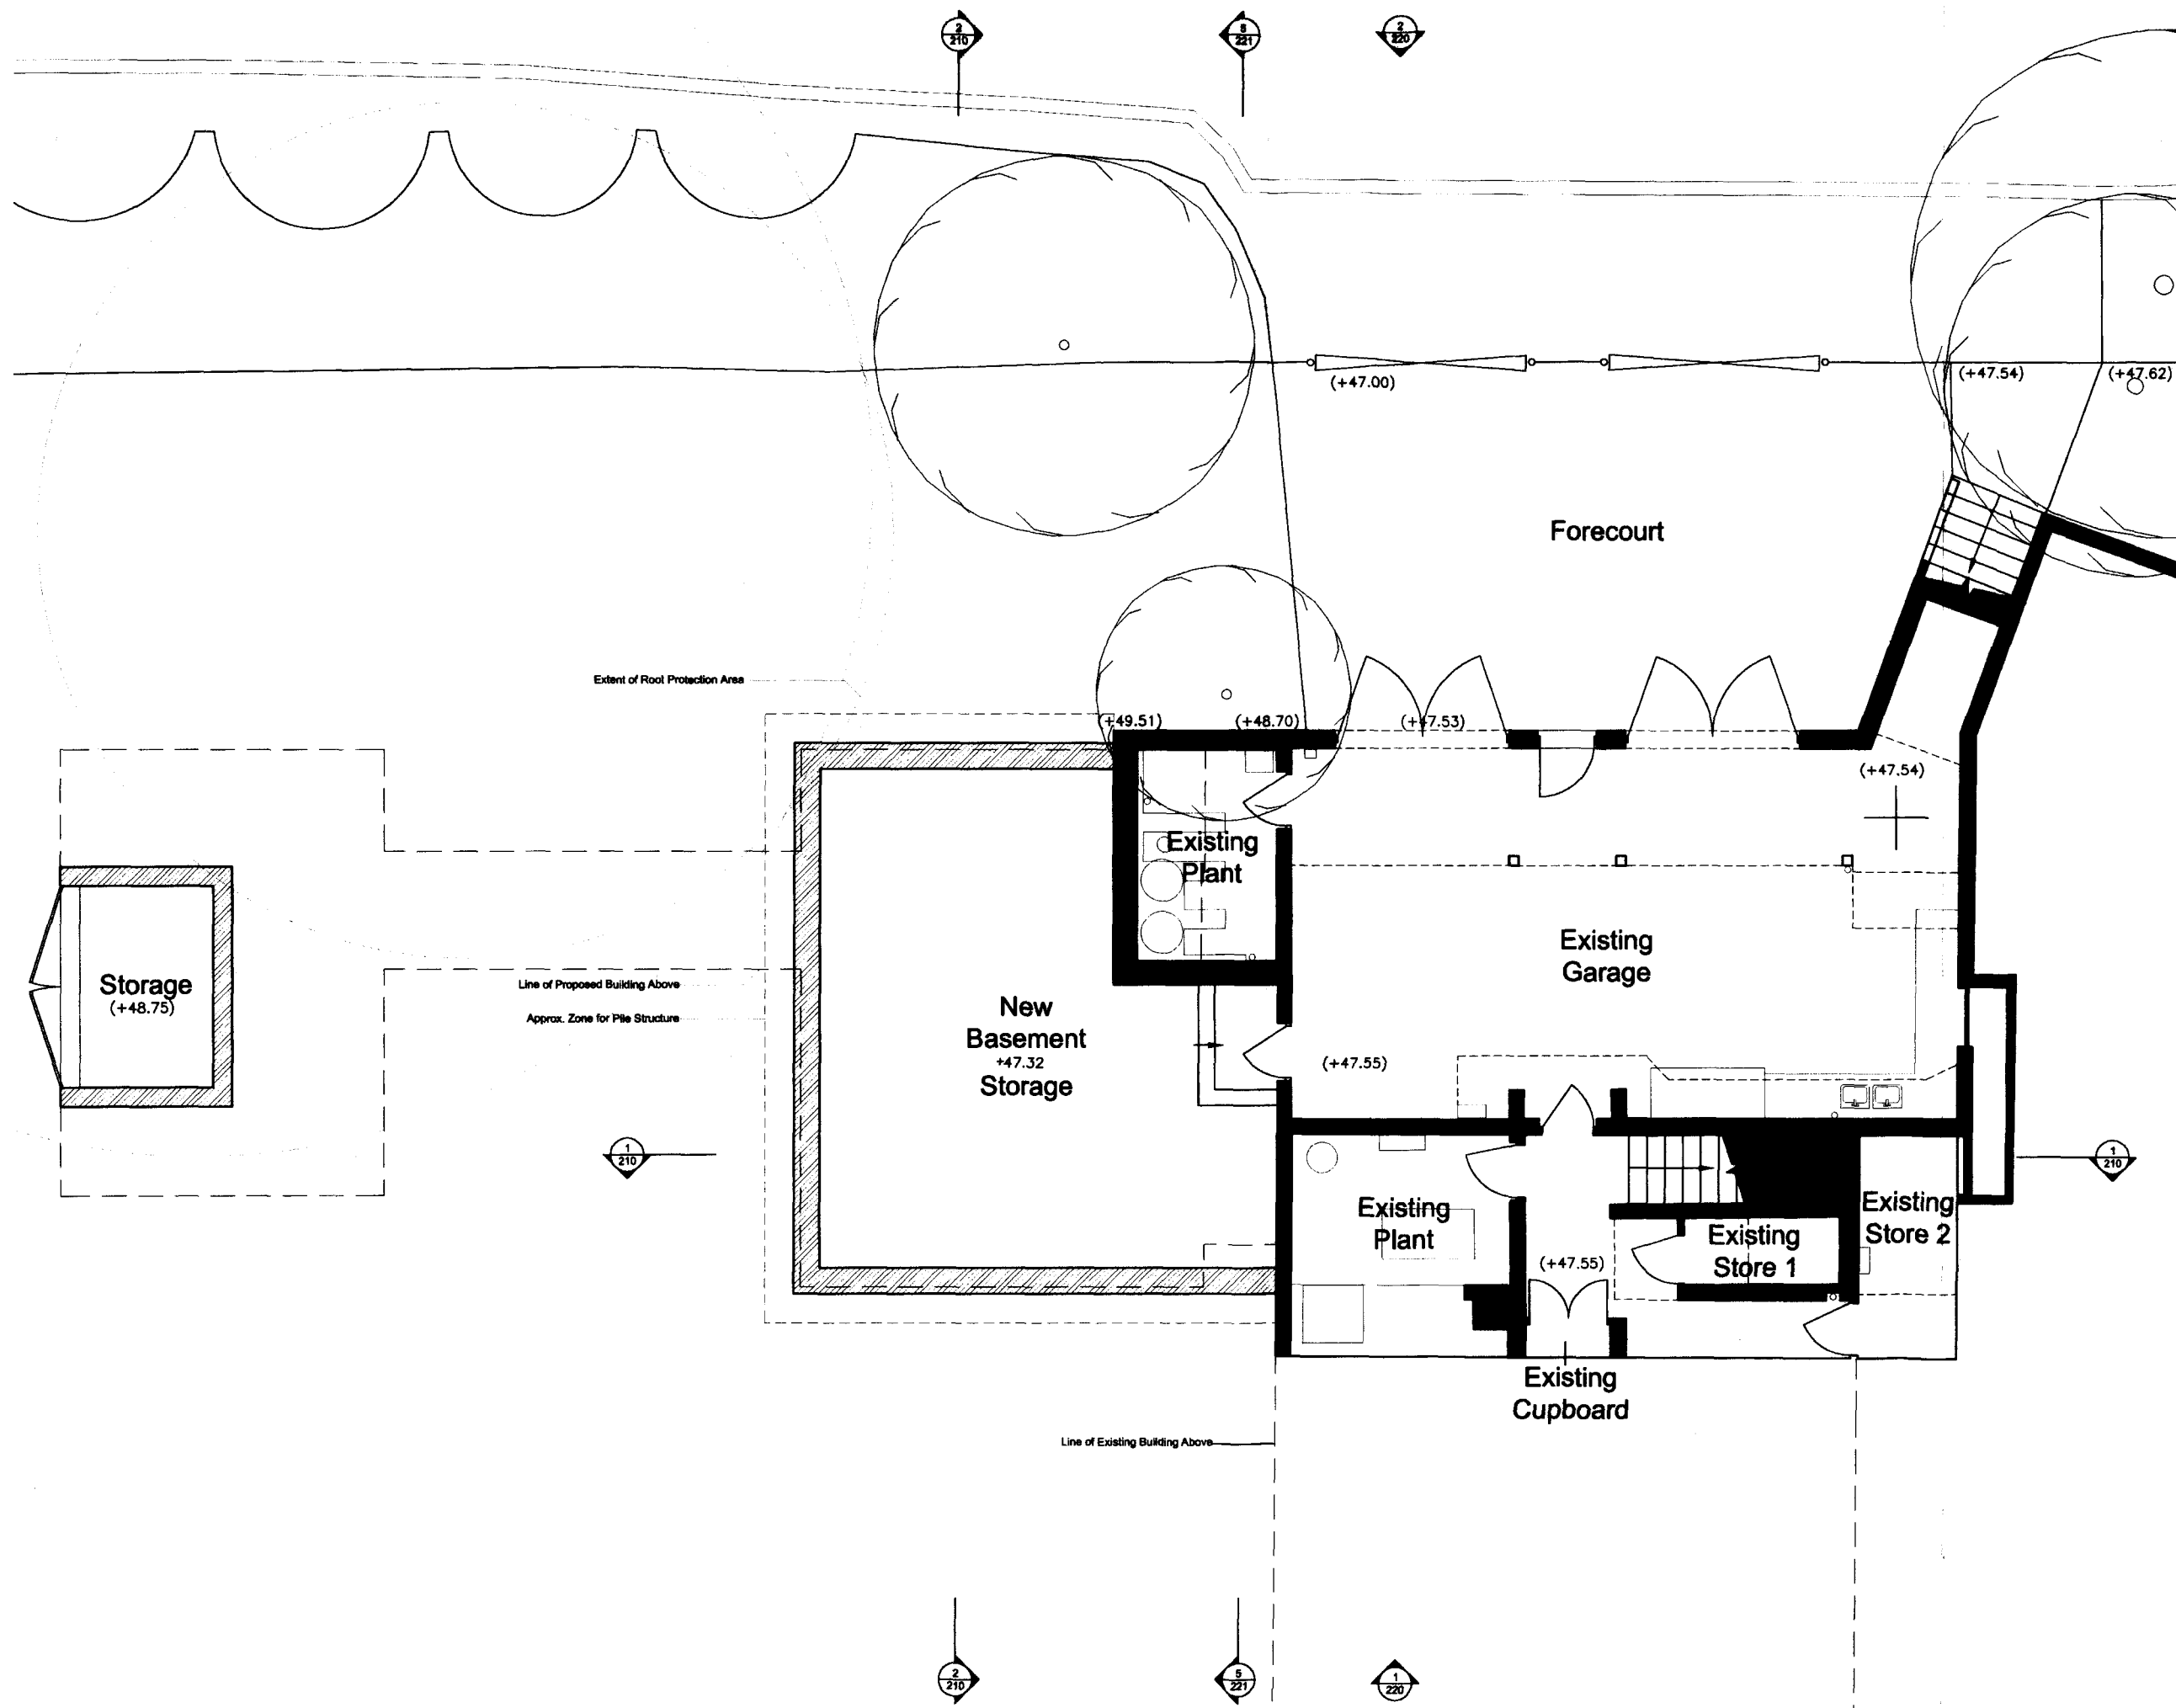 2
210
5
221
2
220
(+47.00)
(+47.54)
(+47.62)
Forecourt
Extent of Root Protection Area
(+49.51)
(+48.70)
(+47.53)
(+47.54)
Existing
Plant
Existing
Garage
Storage
(+48.75)
Line of Proposed Building Above
Approx. Zone for Pile Structure
New
Basement
+47.32
Storage
(+47.55)
1
210
1
210
Existing
Plant
Existing
Store 2
Existing
Store 1
(+47.55)
Existing
Cupboard
Line of Existing Building Above
2
210
5
221
1
220